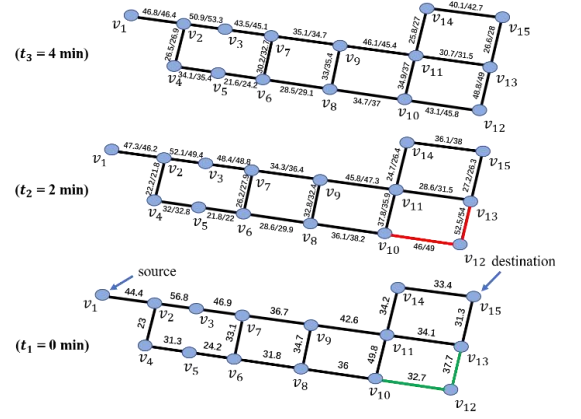 40.1/42.7
v14
v15
46.8/46.4
50.9/53.3
43.5/45.1
35.1/34.7
46.1/45.4
25.8/27
30.7/31.5
26.6/28
v1
v2
v3
v7
v9
v11
v13
(t3 = 4 min)
26.5/26.9
33/35.4
34.9/37
48.8/49
v4
34.1/35.4
v5
21.6/24.2
v6
28.5/29.1
v8
34.7/37
v10
43.1/45.8
v12
36.1/38
v14
v15
47.3/46.2
52.1/49.4
48.4/48.8
34.3/36.4
45.8/47.3
24.7/26.4
28.6/31.5
27.2/26.3
v1
v2
v3
v7
v9
v11
v13
(t2 = 2 min)
22.2/21.8
26.2/27.9
32.8/32.4
37.8/35.9
52.5/54
v4
32/32.8
v5
21.8/22
v6
28.6/29.9
v8
36.1/38.2
v10
46/49
v12
source
destination
33.4
v14
v15
v1
44.4
56.8
46.9
36.7
42.6
34.2
34.1
31.3
v2
v3
v7
v9
v11
v13
(t1 = 0 min)
23
33.1
34.7
49.8
37.7
v4
31.3
v5
24.2
v6
31.8
v8
36
v10
32.7
v12